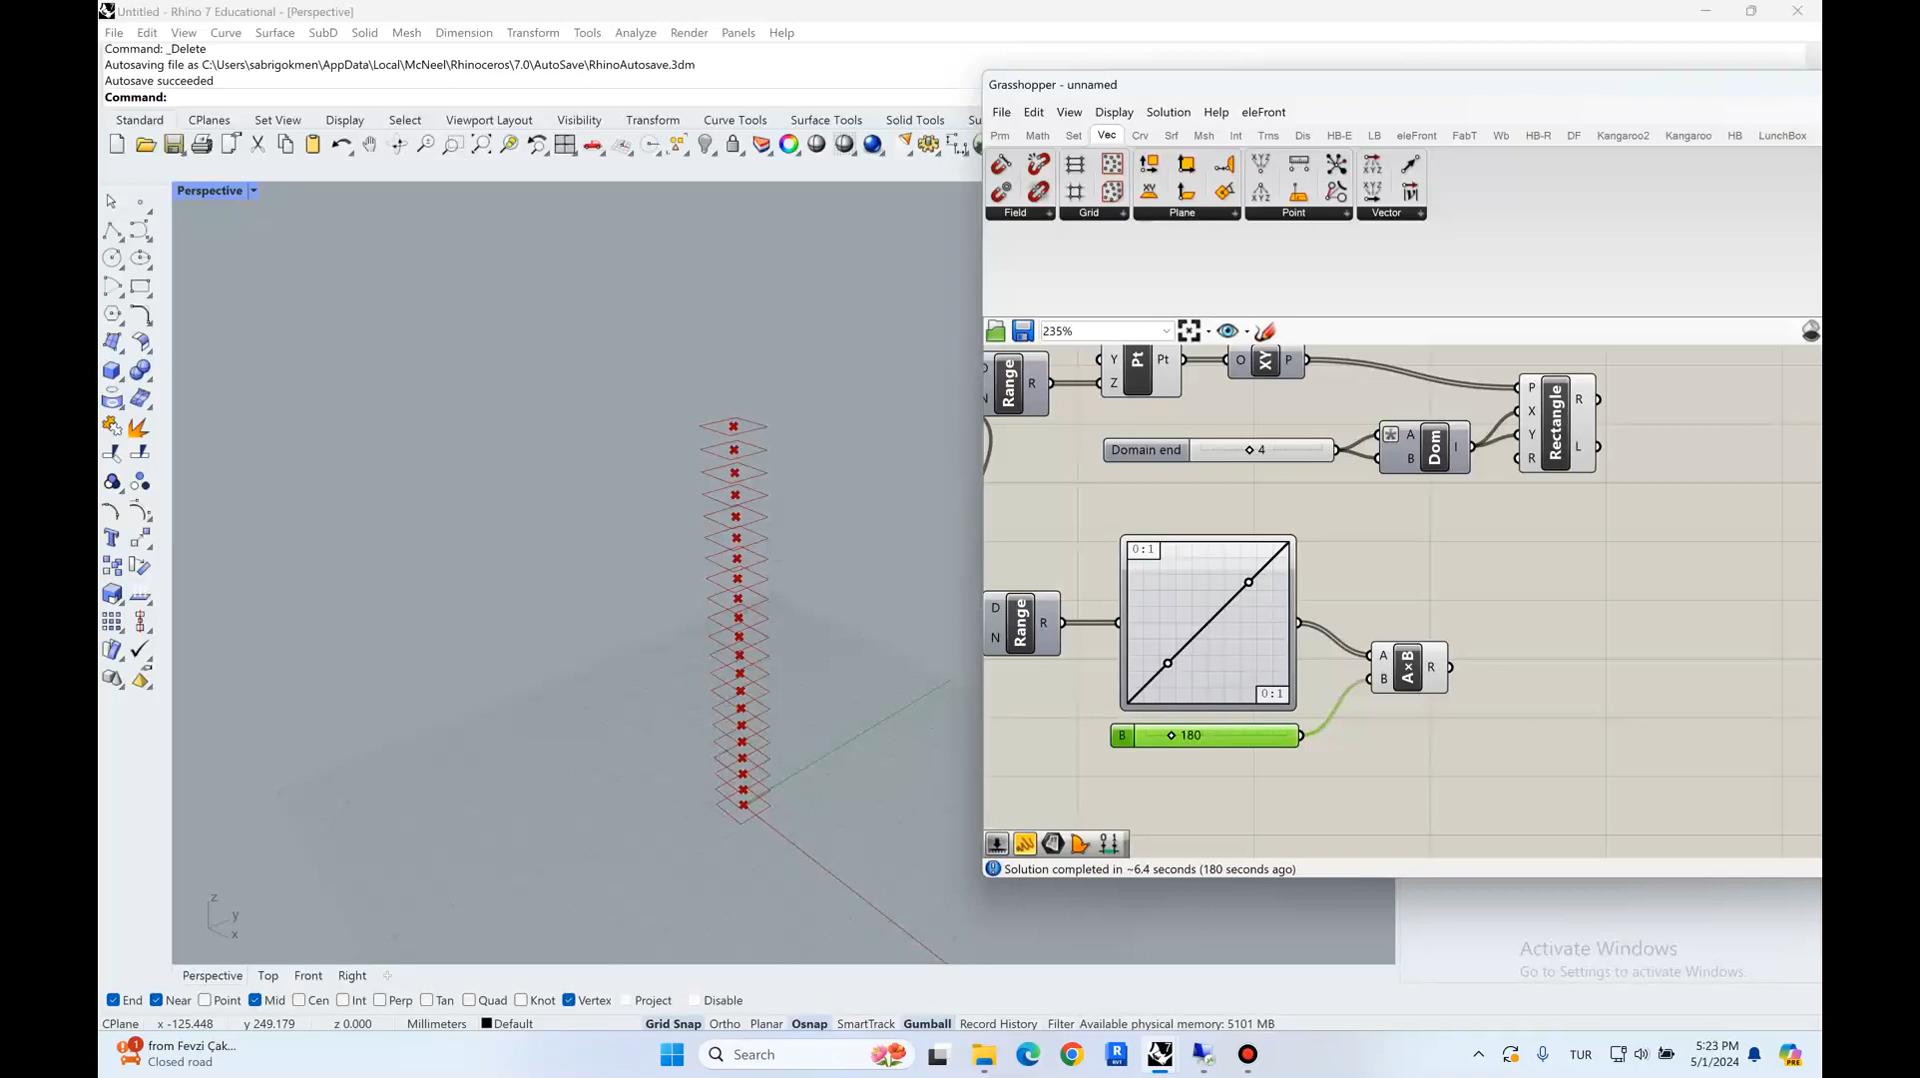 Untitled - Rhino 7 Educational - [Perspective]
File Edit View Curve Surface SubD Solid Mesh Dimension Transform Tools Analyze Render Panels Help
Command: _Delete
Autosaving file as C:\Users\sabrigokmen\AppData\Local\McNeel\Rhinoceros\7.0\AutoSave\RhinoAutosave.3dm
Autosave succeeded
Command:
Standard CPlanes Set View Display Select Viewport Layout Visibility Transform Curve Tools Surface Tools Solid Tools
Perspective
Grasshopper - unnamed
File Edit View Display Solution Help eleFront
Prm Math Set Vec Crv Srf Msh Int Trns Dis HB-E LB eleFront FabT Wb HB-R DF Kangaroo2 Kangaroo HB LunchBox
Field Grid Plane Point Vector
235%
Range R
Y Z Pt Pt
O XY P
P X Y R Rectangle R L
Domain end 4
A B Dom I
0:1
0:1
D N Range R
A B A×B R
B 180
Solution completed in ~6.4 seconds (180 seconds ago)
z y x
Activate Windows
Go to Settings to activate Windows.
Perspective Top Front Right
End Near Point Mid Cen Int Perp Tan Quad Knot Vertex Project Disable
CPlane x -125.448 y 249.179 z 0.000 Millimeters Default Grid Snap Ortho Planar Osnap SmartTrack Gumball Record History Filter Available physical memory: 5101 MB
1 from Fevzi Çak...
Closed road
Search
TUR
5:23 PM
5/1/2024